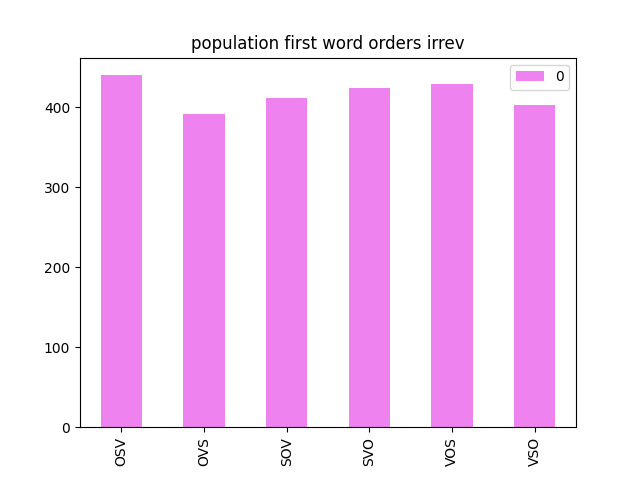 population first word orders irrev
0
400
300
200
100
0
OSV
OVS
SOV
SVO
VOS
VSO